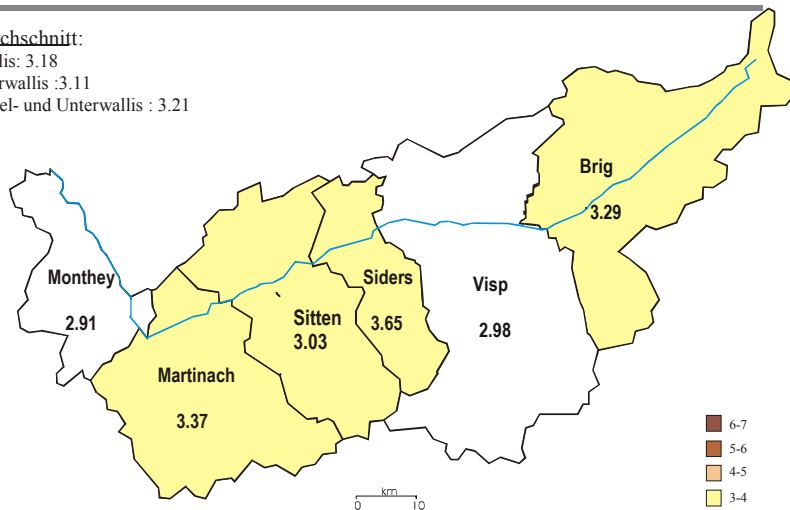 chschnitt:
lis: 3.18
rwallis :3.11
el- und Unterwallis : 3.21
Brig
3.29
Monthey
2.91
Siders
3.65
Visp
2.98
Sitten
3.03
Martinach
3.37
6-7
5-6
4-5
3-4
km
0 10